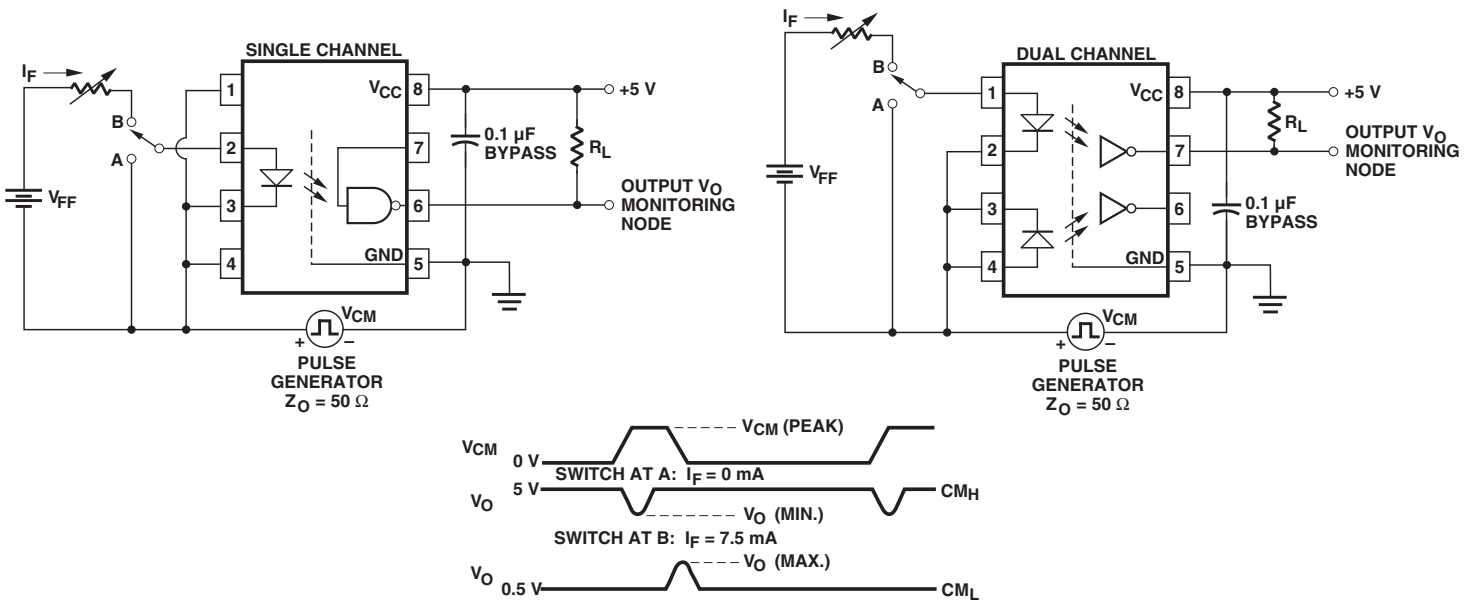 SINGLE CHANNEL
I_F
B
A
V_FF
1
2
3
4
V_CC
8
7
6
GND
5
+5 V
0.1 µF
BYPASS
R_L
OUTPUT V_O
MONITORING
NODE
V_CM
+ –
PULSE
GENERATOR
Z_O = 50 Ω
DUAL CHANNEL
I_F
B
A
V_FF
1
2
3
4
V_CC
8
7
6
GND
5
+5 V
R_L
OUTPUT V_O
MONITORING
NODE
0.1 µF
BYPASS
V_CM
+ –
PULSE
GENERATOR
Z_O = 50 Ω
V_CM
V_CM (PEAK)
0 V
SWITCH AT A: I_F = 0 mA
V_O
5 V
CM_H
V_O (MIN.)
SWITCH AT B: I_F = 7.5 mA
V_O
0.5 V
V_O (MAX.)
CM_L